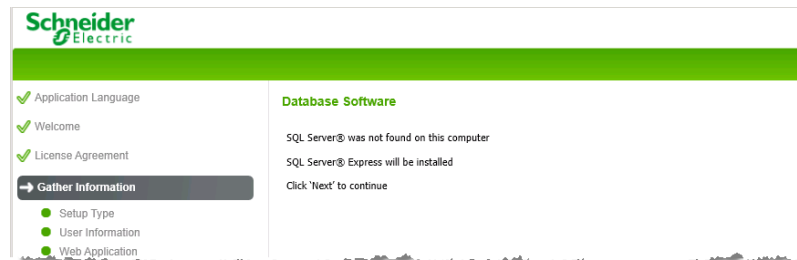 Schneider
Electric
Application Language
Welcome
License Agreement
Gather Information
Setup Type
User Information
Web Application
Database Software
SQL Server® was not found on this computer
SQL Server® Express will be installed
Click 'Next' to continue